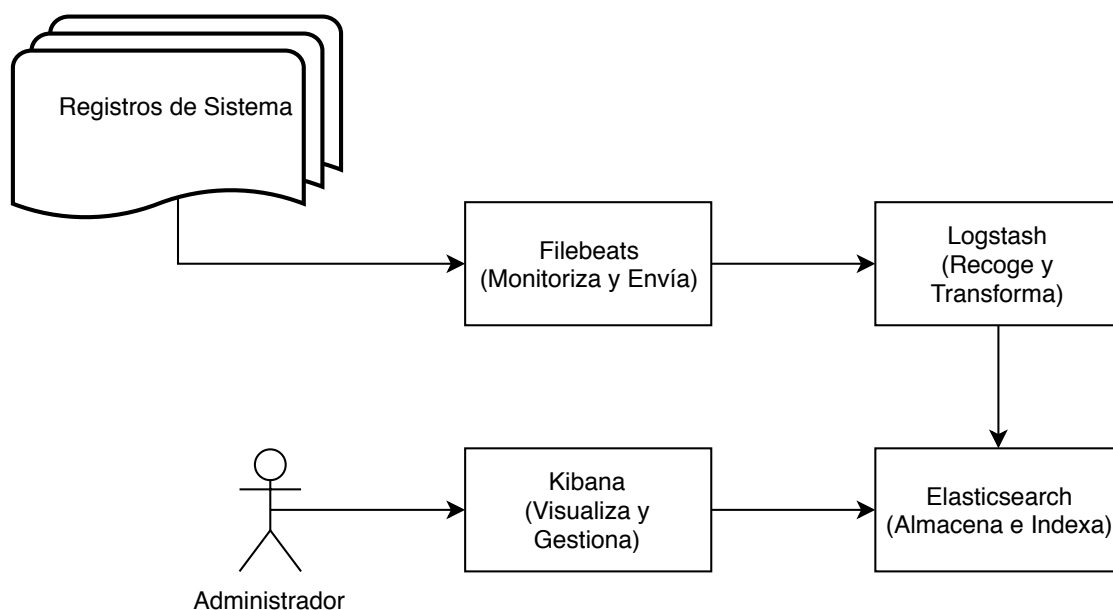 Registros de Sistema
Filebeats
(Monitoriza y Envía)
Logstash
(Recoge y
Transforma)
Kibana
(Visualiza y
Gestiona)
Elasticsearch
(Almacena e Indexa)
Administrador